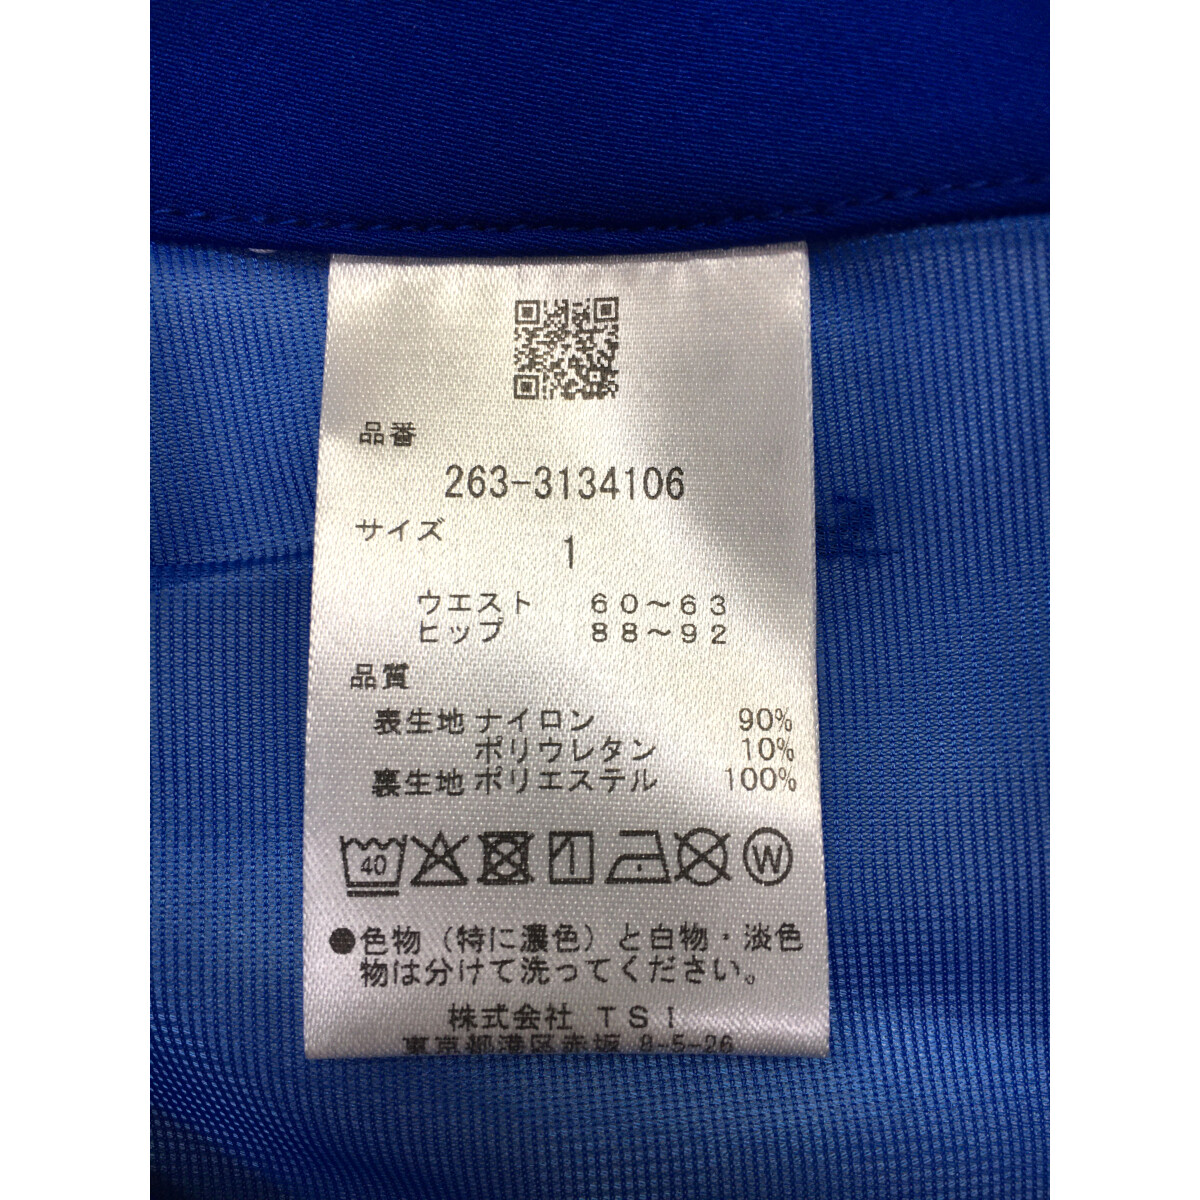 品番
263-3134106
サイズ
1
ウエスト 60~63
ヒップ 88~92
品質
表生地 ナイロン 90%
ポリウレタン 10%
裏生地 ポリエステル 100%
40 W
●色物（特に濃色）と白物・淡色
物は分けて洗ってください。
株式会社 TSI
東京都港区赤坂 8-5-26